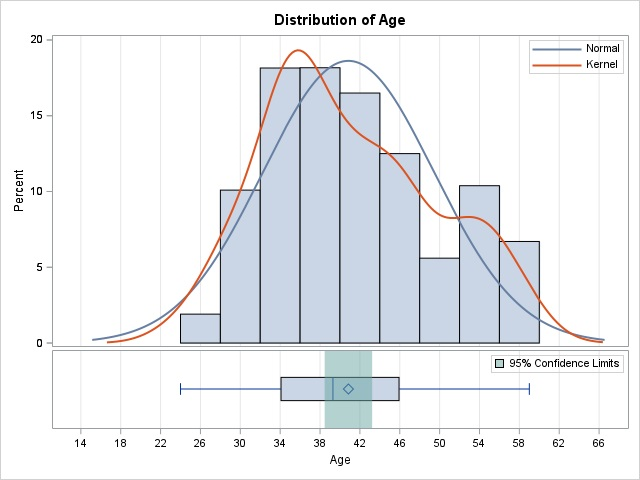 Distribution of Age
Normal
Kernel
20
15
10
5
0
Percent
95% Confidence Limits
14 18 22 26 30 34 38 42 46 50 54 58 62 66
Age